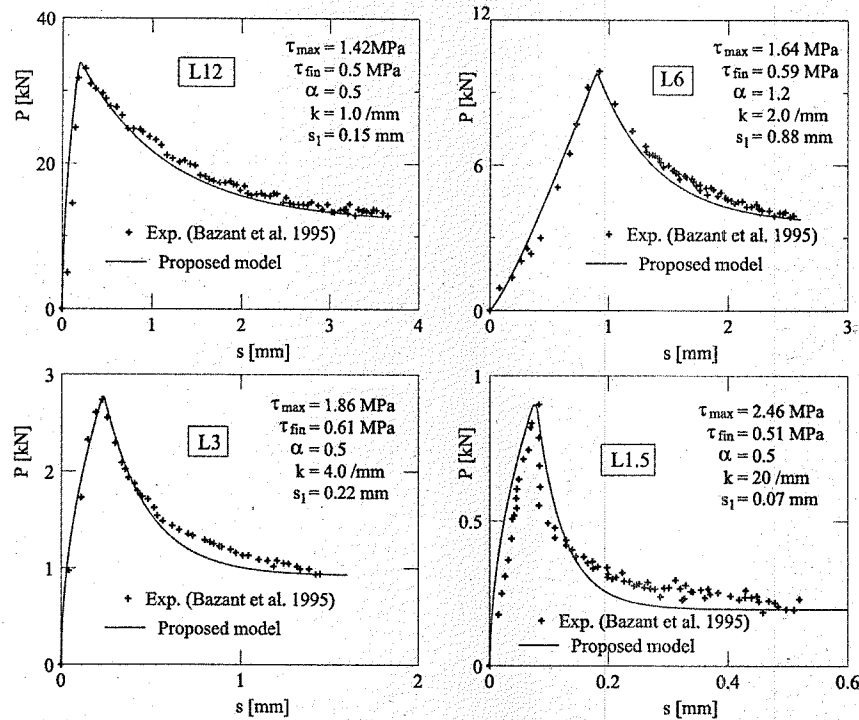 40
30
20
10
0
P [kN]
L12
τmax = 1.42MPa
τfin = 0.5 MPa
α = 0.5
k = 1.0 /mm
s1 = 0.15 mm
+ Exp. (Bazant et al. 1995)
Proposed model
0 1 2 3 4
s [mm]
12
9
6
3
0
P [kN]
L6
τmax = 1.64 MPa
τfin = 0.59 MPa
α = 1.2
k = 2.0 /mm
s1 = 0.88 mm
+ Exp. (Bazant et al. 1995)
Proposed model
0 1 2 3
s [mm]
3
2
1
0
P [kN]
L3
τmax = 1.86 MPa
τfin = 0.61 MPa
α = 0.5
k = 4.0 /mm
s1 = 0.22 mm
+ Exp. (Bazant et al. 1995)
Proposed model
0 1 2
s [mm]
1
0.5
0
P [kN]
L1.5
τmax = 2.46 MPa
τfin = 0.51 MPa
α = 0.5
k = 20 /mm
s1 = 0.07 mm
+ Exp. (Bazant et al. 1995)
Proposed model
0 0.2 0.4 0.6
s [mm]